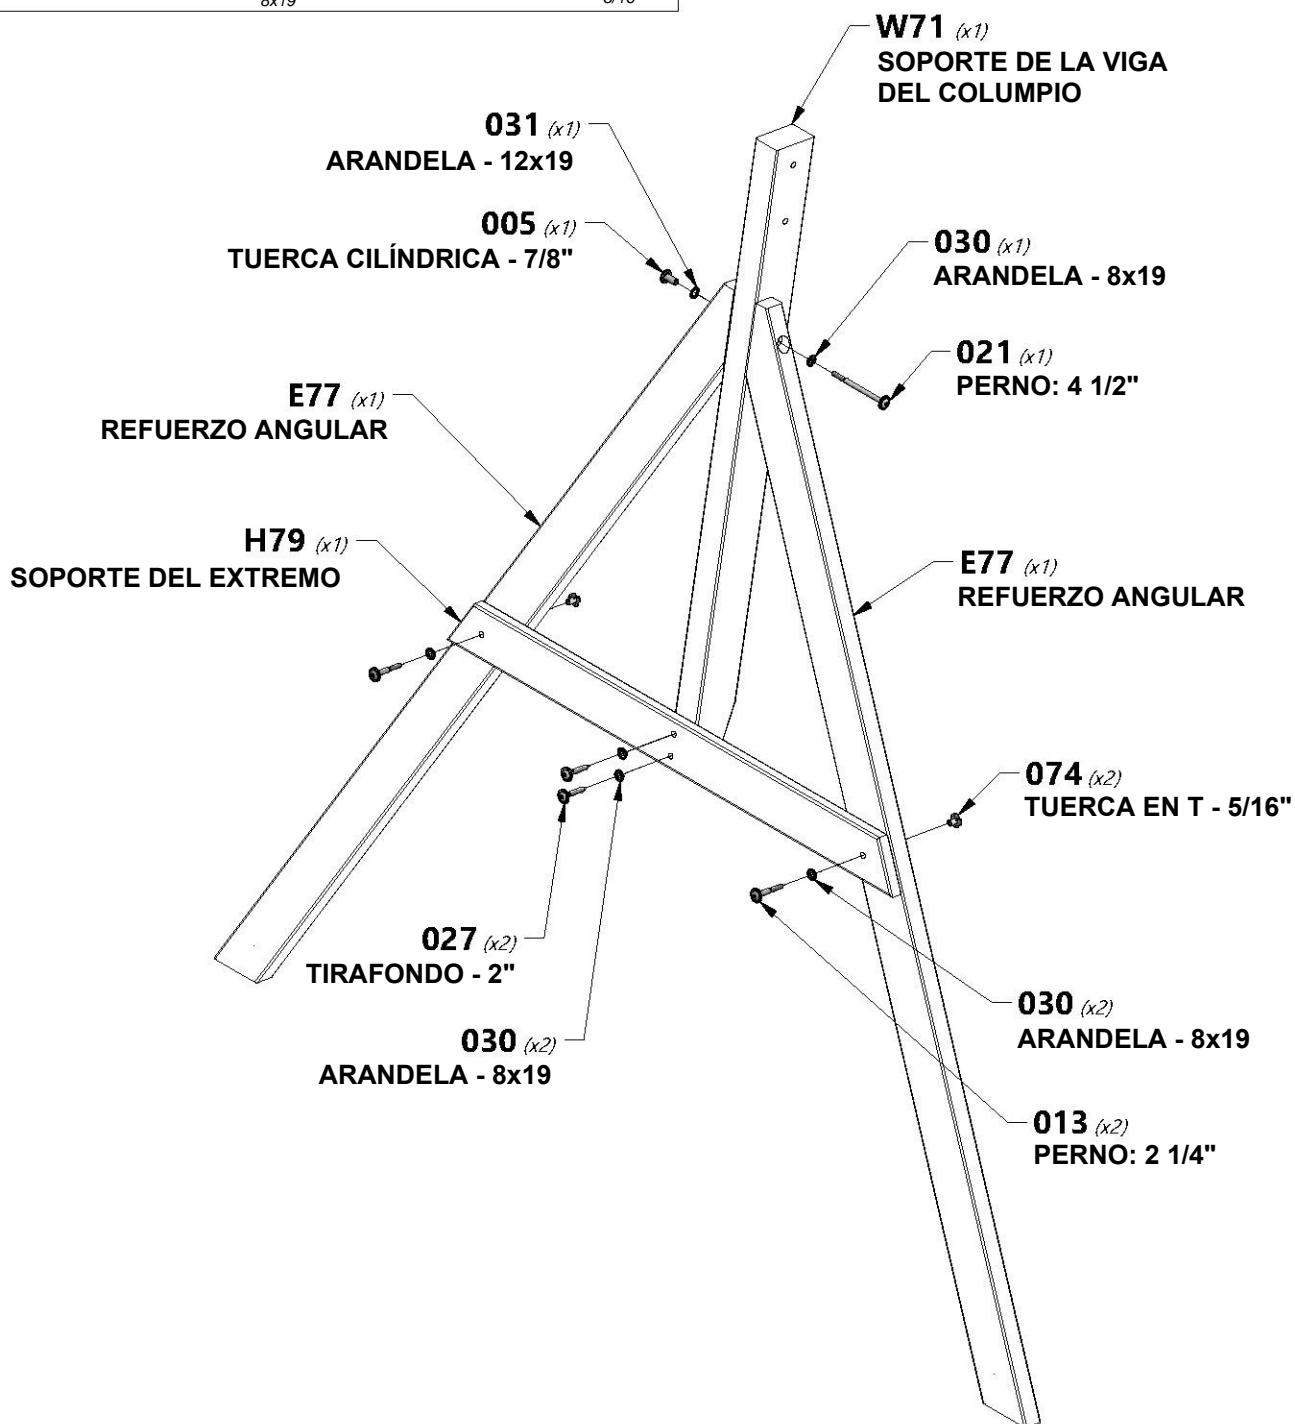 8x19
5/16"
W71 (x1)
SOPORTE DE LA VIGA
DEL COLUMPIO
031 (x1)
ARANDELA - 12x19
005 (x1)
TUERCA CILÍNDRICA - 7/8"
030 (x1)
ARANDELA - 8x19
021 (x1)
PERNO: 4 1/2"
E77 (x1)
REFUERZO ANGULAR
H79 (x1)
SOPORTE DEL EXTREMO
E77 (x1)
REFUERZO ANGULAR
074 (x2)
TUERCA EN T - 5/16"
027 (x2)
TIRAFONDO - 2"
030 (x2)
ARANDELA - 8x19
030 (x2)
ARANDELA - 8x19
013 (x2)
PERNO: 2 1/4"